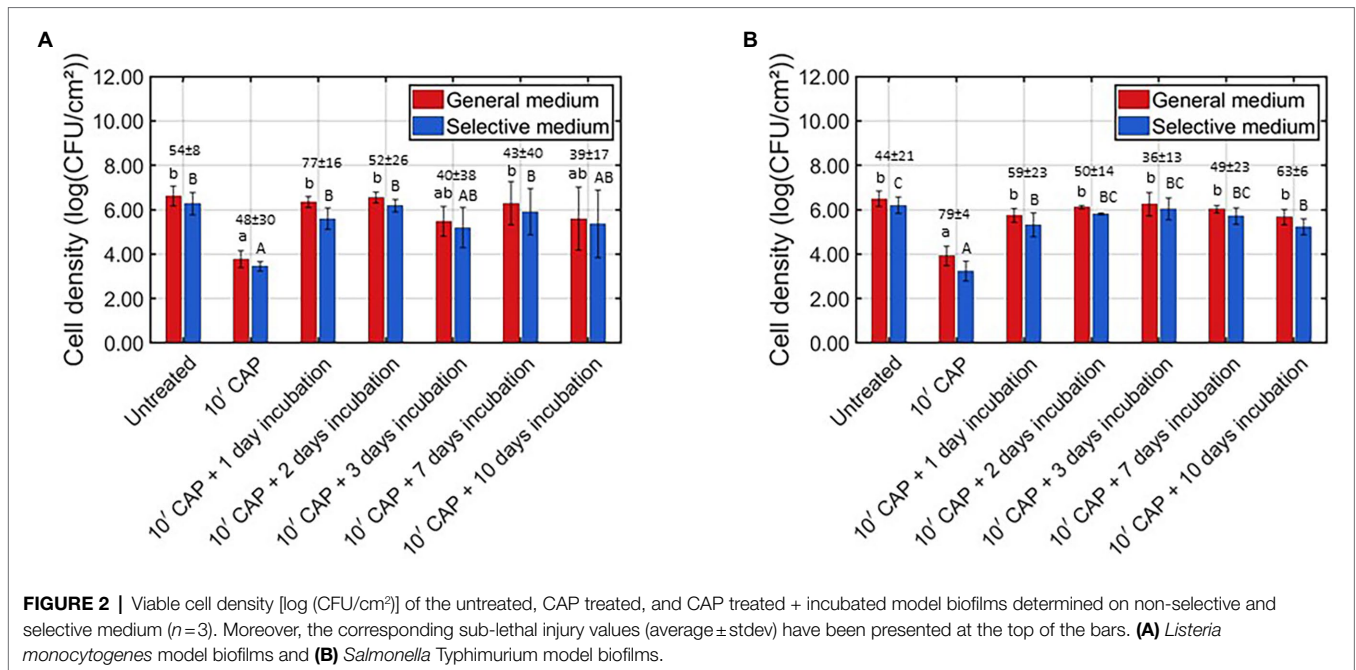 A
Cell density (log(CFU/cm²))
12.00
10.00
8.00
6.00
4.00
2.00
0.00
General medium
Selective medium
54±8
b B
48±30
a A
77±16
b B
52±26
b B
40±38
ab AB
43±40
b B
39±17
ab AB
Untreated
10′ CAP
10′ CAP + 1 day incubation
10′ CAP + 2 days incubation
10′ CAP + 3 days incubation
10′ CAP + 7 days incubation
10′ CAP + 10 days incubation
B
Cell density (log(CFU/cm²))
12.00
10.00
8.00
6.00
4.00
2.00
0.00
General medium
Selective medium
44±21
b C
79±4
a A
59±23
b B
50±14
b BC
36±13
b BC
49±23
b BC
63±6
b B
Untreated
10′ CAP
10′ CAP + 1 day incubation
10′ CAP + 2 days incubation
10′ CAP + 3 days incubation
10′ CAP + 7 days incubation
10′ CAP + 10 days incubation
FIGURE 2 | Viable cell density [log (CFU/cm²)] of the untreated, CAP treated, and CAP treated + incubated model biofilms determined on non-selective and
selective medium (n=3). Moreover, the corresponding sub-lethal injury values (average±stdev) have been presented at the top of the bars. (A) Listeria
monocytogenes model biofilms and (B) Salmonella Typhimurium model biofilms.